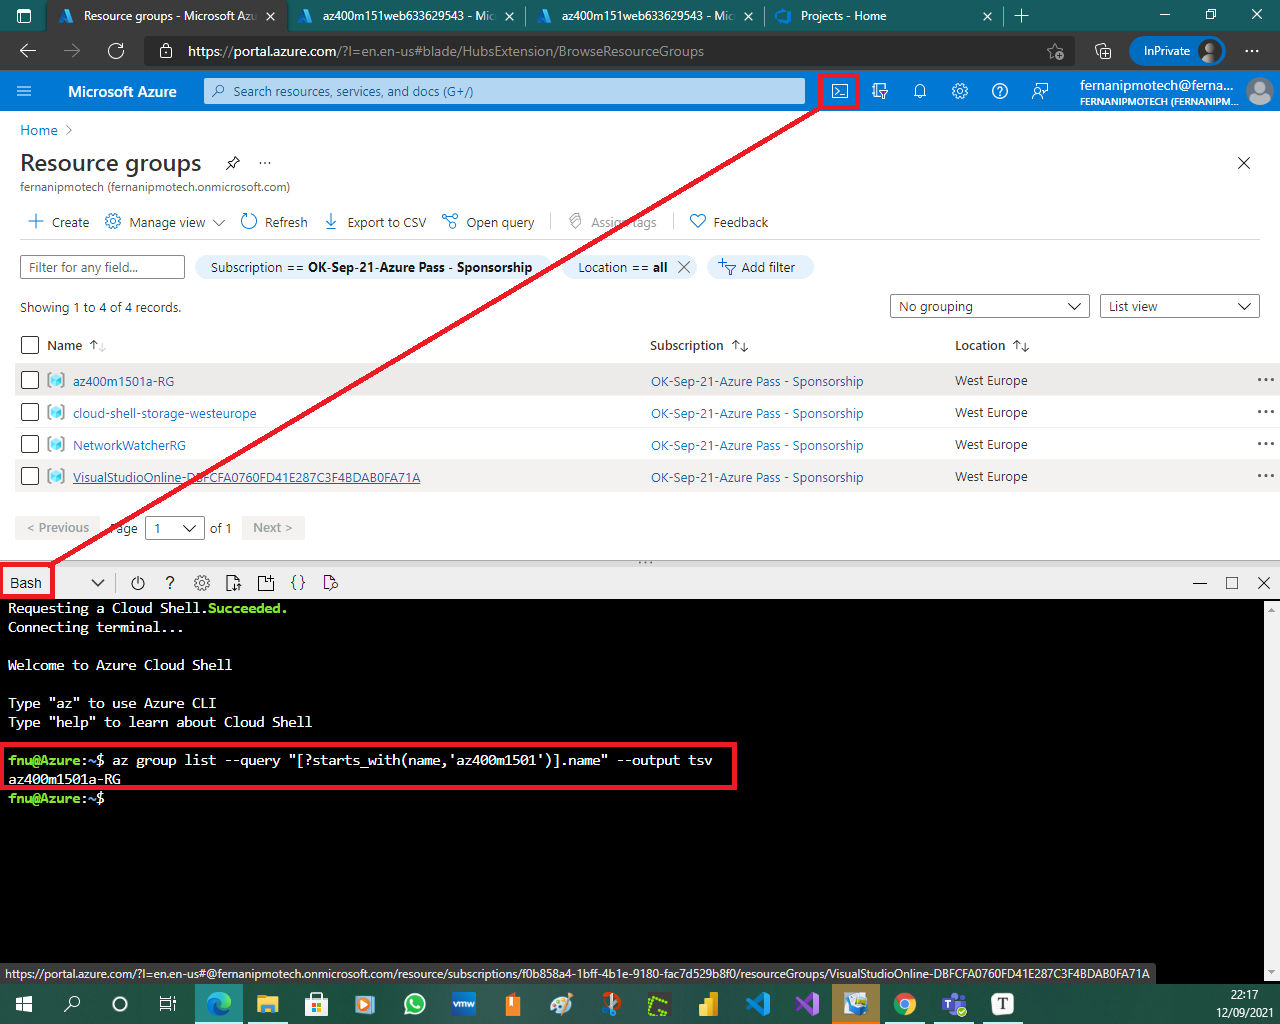 Resource groups - Microsoft Azu
az400m151web633629543 - Mic
az400m151web633629543 - Mic
Projects - Home
https://portal.azure.com/?l=en.en-us#blade/HubsExtension/BrowseResourceGroups
InPrivate
Microsoft Azure
Search resources, services, and docs (G+/)
fernanipmotech@ferna...
FERNANIPMOTECH (FERNANIPM...
Home
Resource groups
fernanipmotech (fernanipmotech.onmicrosoft.com)
Create
Manage view
Refresh
Export to CSV
Open query
Assign tags
Feedback
Filter for any field...
Subscription == OK-Sep-21-Azure Pass - Sponsorship
Location == all
Add filter
Showing 1 to 4 of 4 records.
No grouping
List view
Name
Subscription
Location
az400m1501a-RG
OK-Sep-21-Azure Pass - Sponsorship
West Europe
cloud-shell-storage-westeurope
OK-Sep-21-Azure Pass - Sponsorship
West Europe
NetworkWatcherRG
OK-Sep-21-Azure Pass - Sponsorship
West Europe
VisualStudioOnline-DBFCFA0760FD41E287C3F4BDAB0FA71A
OK-Sep-21-Azure Pass - Sponsorship
West Europe
< Previous
Page
1
of 1
Next >
Bash
Requesting a Cloud Shell.Succeeded.
Connecting terminal...
Welcome to Azure Cloud Shell
Type "az" to use Azure CLI
Type "help" to learn about Cloud Shell
fnu@Azure:~$ az group list --query "[?starts_with(name,'az400m1501')].name" --output tsv
az400m1501a-RG
fnu@Azure:~$
https://portal.azure.com/?l=en.en-us#@fernanipmotech.onmicrosoft.com/resource/subscriptions/f0b858a4-1bff-4b1e-9180-fac7d529b8f0/resourceGroups/VisualStudioOnline-DBFCFA0760FD41E287C3F4BDAB0FA71A
vmw
T
22:17
12/09/2021